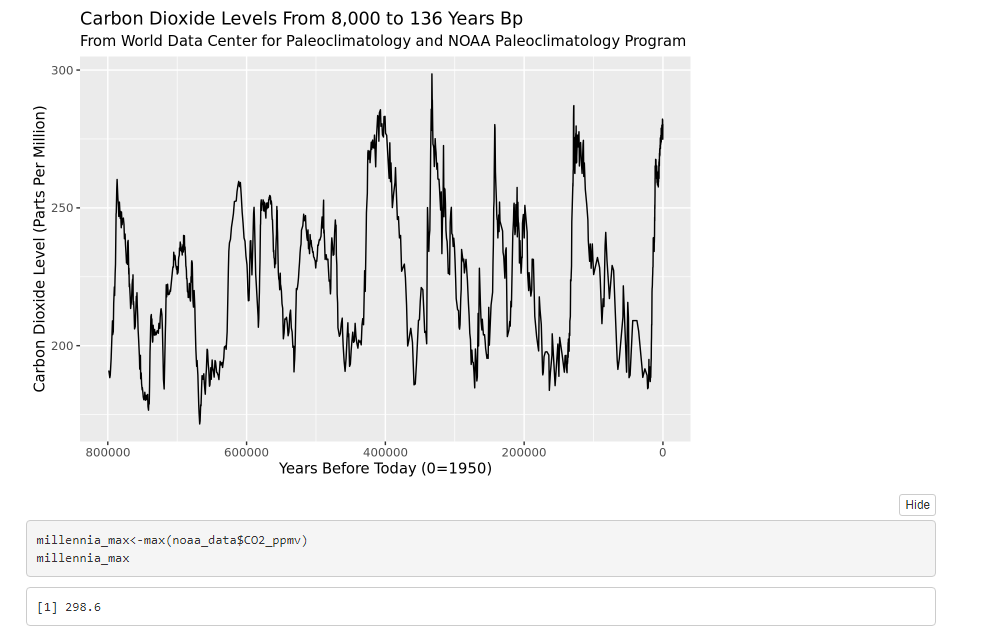 Carbon Dioxide Levels From 8,000 to 136 Years Bp
From World Data Center for Paleoclimatology and NOAA Paleoclimatology Program
Carbon Dioxide Level (Parts Per Million)
300
250
200
800000 600000 400000 200000 0
Years Before Today (0=1950)
Hide
millennia_max<-max(noaa_data$CO2_ppmv)
millennia_max
[1] 298.6